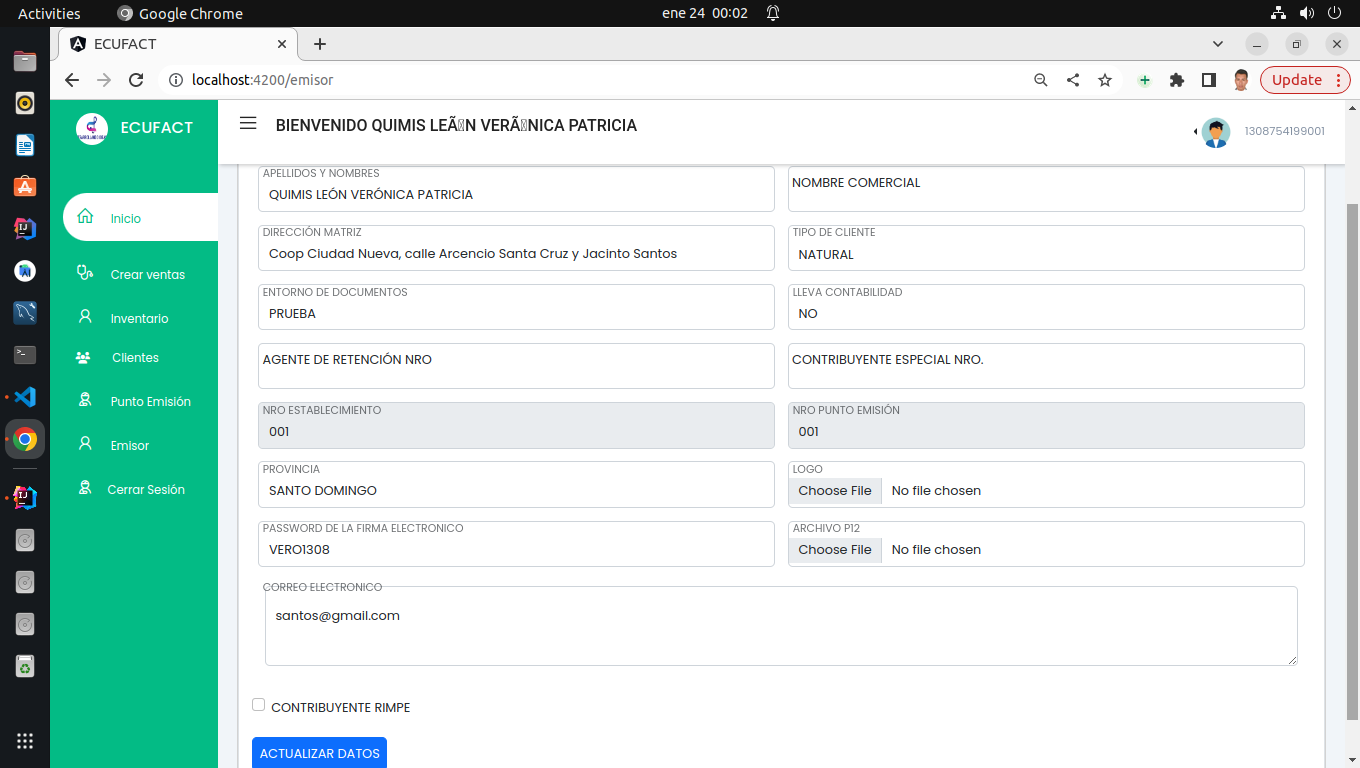 Activities
Google Chrome
ene 24 00:02
ECUFACT
localhost:4200/emisor
Update
ECUFACT
BIENVENIDO QUIMIS LEÃN VERÃNICA PATRICIA
1308754199001
Inicio
Crear ventas
Inventario
Clientes
Punto Emisión
Emisor
Cerrar Sesión
APELLIDOS Y NOMBRES
QUIMIS LEÓN VERÓNICA PATRICIA
NOMBRE COMERCIAL
DIRECCIÓN MATRIZ
Coop Ciudad Nueva, calle Arcencio Santa Cruz y Jacinto Santos
TIPO DE CLIENTE
NATURAL
ENTORNO DE DOCUMENTOS
PRUEBA
LLEVA CONTABILIDAD
NO
AGENTE DE RETENCIÓN NRO
CONTRIBUYENTE ESPECIAL NRO.
NRO ESTABLECIMIENTO
001
NRO PUNTO EMISIÓN
001
PROVINCIA
SANTO DOMINGO
LOGO
Choose File No file chosen
PASSWORD DE LA FIRMA ELECTRONICO
VERO1308
ARCHIVO P12
Choose File No file chosen
CORREO ELECTRONICO
santos@gmail.com
CONTRIBUYENTE RIMPE
ACTUALIZAR DATOS